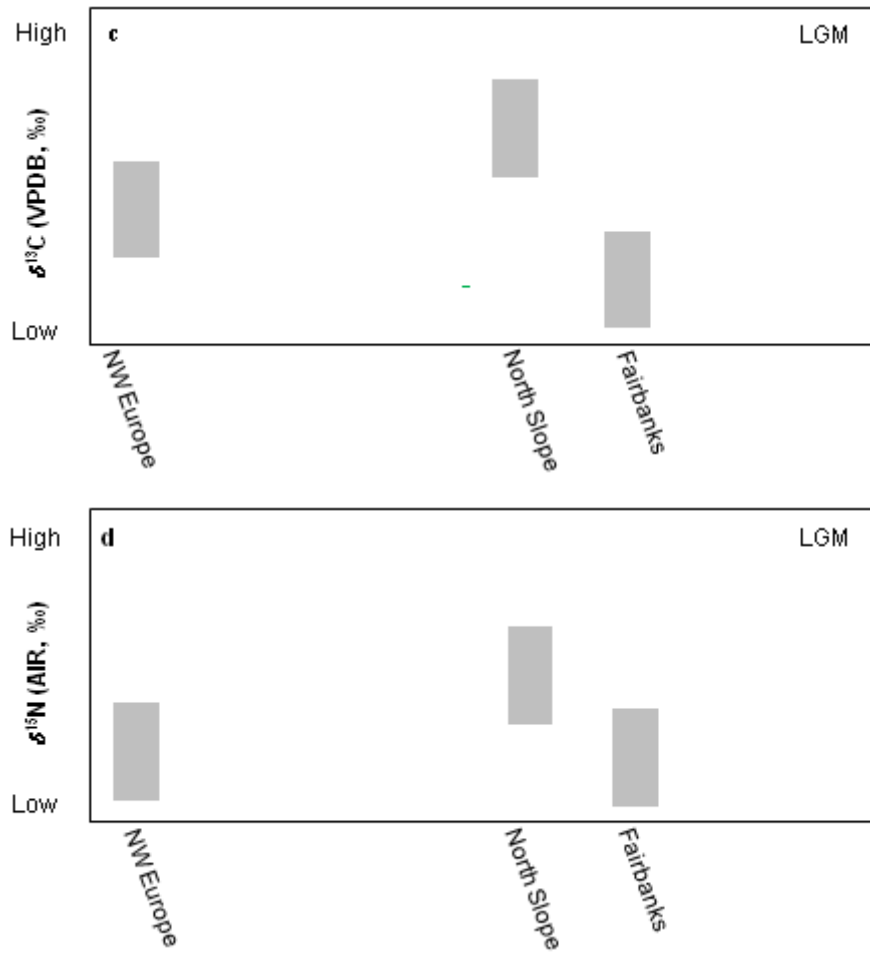 High
c
LGM
δ¹³C (VPDB, ‰)
Low
NW Europe
North Slope
Fairbanks
High
d
LGM
δ¹⁵N (AIR, ‰)
Low
NW Europe
North Slope
Fairbanks